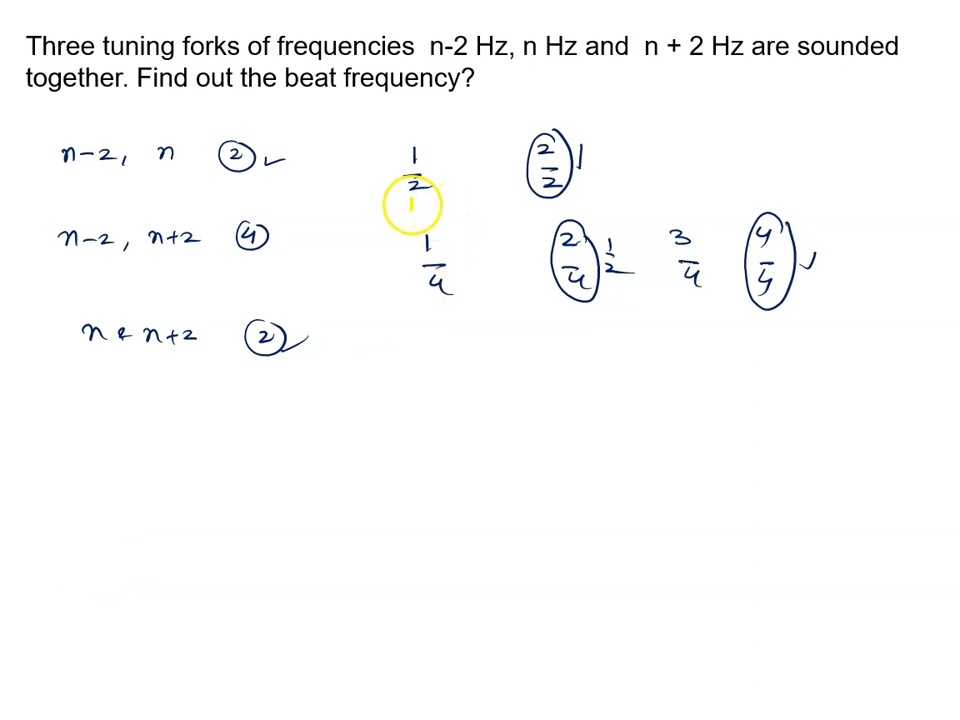 Three tuning forks of frequencies n-2 Hz, n Hz and n + 2 Hz are sounded
together. Find out the beat frequency?
n-2, n 2 ✓ 1/2 2/2 1
n-2, n+2 4 1/4 2/4 1/2 3/4 4/4 ✓
n & n+2 2 ✓